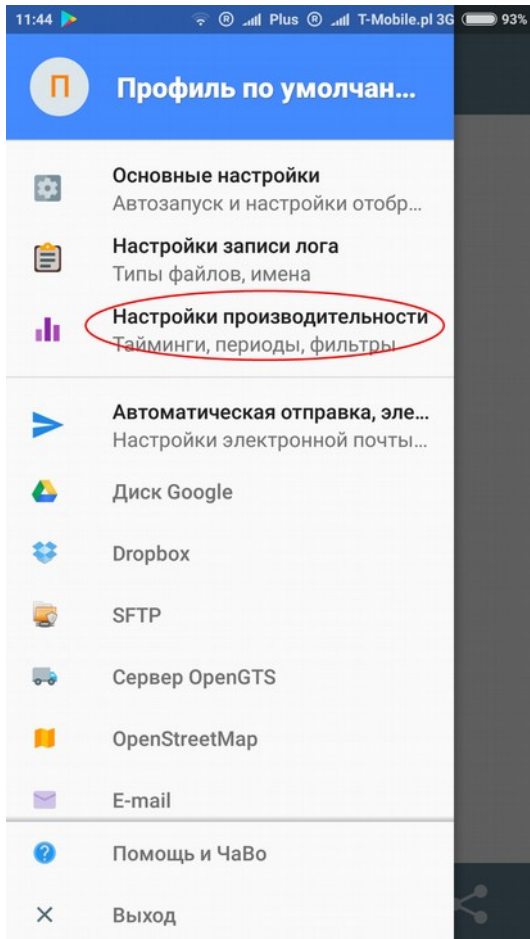 11:44 ® Plus ® T-Mobile.pl 3G 93%
П Профиль по умолчан...
Основные настройки
Автозапуск и настройки отобр...
Настройки записи лога
Типы файлов, имена
Настройки производительности
Тайминги, периоды, фильтры
Автоматическая отправка, эле...
Настройки электронной почты...
Диск Google
Dropbox
SFTP
Сервер OpenGTS
OpenStreetMap
E-mail
? Помощь и ЧаВо
Выход